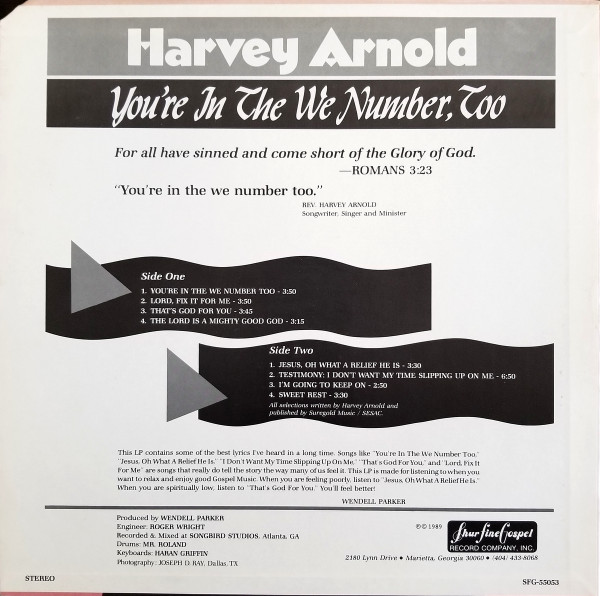 Harvey Arnold
You're In The We Number, Too
For all have sinned and come short of the Glory of God.
—ROMANS 3:23
"You're in the we number too."
REV. HARVEY ARNOLD
Songwriter, Singer and Minister
Side One
1. YOU'RE IN THE WE NUMBER TOO - 3:50
2. LORD, FIX IT FOR ME - 3:50
3. THAT'S GOD FOR YOU - 3:45
4. THE LORD IS A MIGHTY GOOD GOD - 3:15
Side Two
1. JESUS, OH WHAT A RELIEF HE IS - 3:30
2. TESTIMONY: I DON'T WANT MY TIME SLIPPING UP ON ME - 6:50
3. I'M GOING TO KEEP ON - 2:50
4. SWEET REST - 3:30
All selections written by Harvey Arnold and
published by Suregold Music / SESAC.
This LP contains some of the best lyrics I've heard in a long time. Songs like "You're In The We Number Too,"
"Jesus, Oh What A Relief He Is," "I Don't Want My Time Slipping Up On Me," "That's God For You," and "Lord, Fix It
For Me" are songs that really do tell the story the way many of us feel it. This LP is made for listening to when you
want to relax and enjoy good Gospel Music. When you are feeling poorly, listen to "Jesus, Oh What A Relief He Is."
When you are spiritually low, listen to "That's God For You." You'll feel better!
WENDELL PARKER
Produced by WENDELL PARKER
Engineer: ROGER WRIGHT
Recorded & Mixed at SONGBIRD STUDIOS, Atlanta, GA
Drums: MR. ROLAND
Keyboards: HARAN GRIFFIN
Photography: JOSEPH D. RAY, Dallas, TX
℗© 1989
ShurFine Gospel
RECORD COMPANY, INC.
2180 Lynn Drive • Marietta, Georgia 30060 • (404) 433-8068
STEREO
SFG-55053